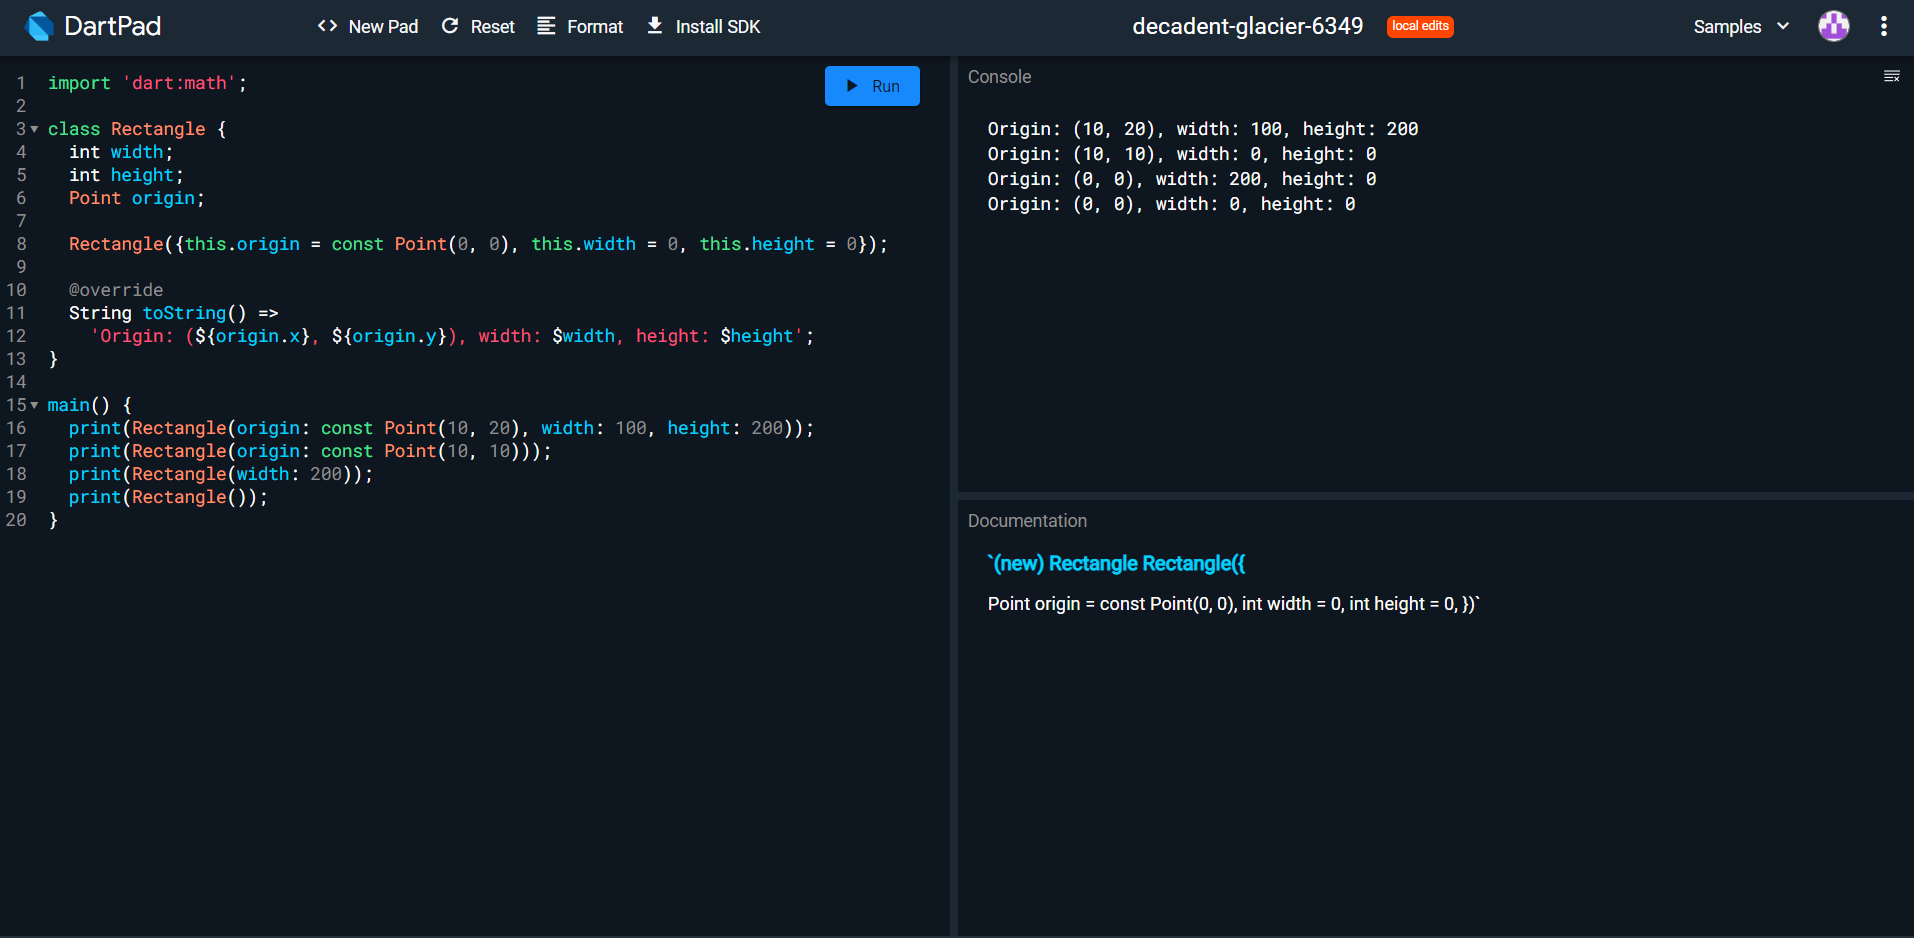 DartPad
<> New Pad
Reset
Format
Install SDK
decadent-glacier-6349
local edits
Samples
1 import 'dart:math';
2
3 class Rectangle {
4   int width;
5   int height;
6   Point origin;
7
8   Rectangle({this.origin = const Point(0, 0), this.width = 0, this.height = 0});
9
10   @override
11   String toString() =>
12     'Origin: (${origin.x}, ${origin.y}), width: $width, height: $height';
13 }
14
15 main() {
16   print(Rectangle(origin: const Point(10, 20), width: 100, height: 200));
17   print(Rectangle(origin: const Point(10, 10)));
18   print(Rectangle(width: 200));
19   print(Rectangle());
20 }
Run
Console
Origin: (10, 20), width: 100, height: 200
Origin: (10, 10), width: 0, height: 0
Origin: (0, 0), width: 200, height: 0
Origin: (0, 0), width: 0, height: 0
Documentation
`(new) Rectangle Rectangle({
Point origin = const Point(0, 0), int width = 0, int height = 0, })`